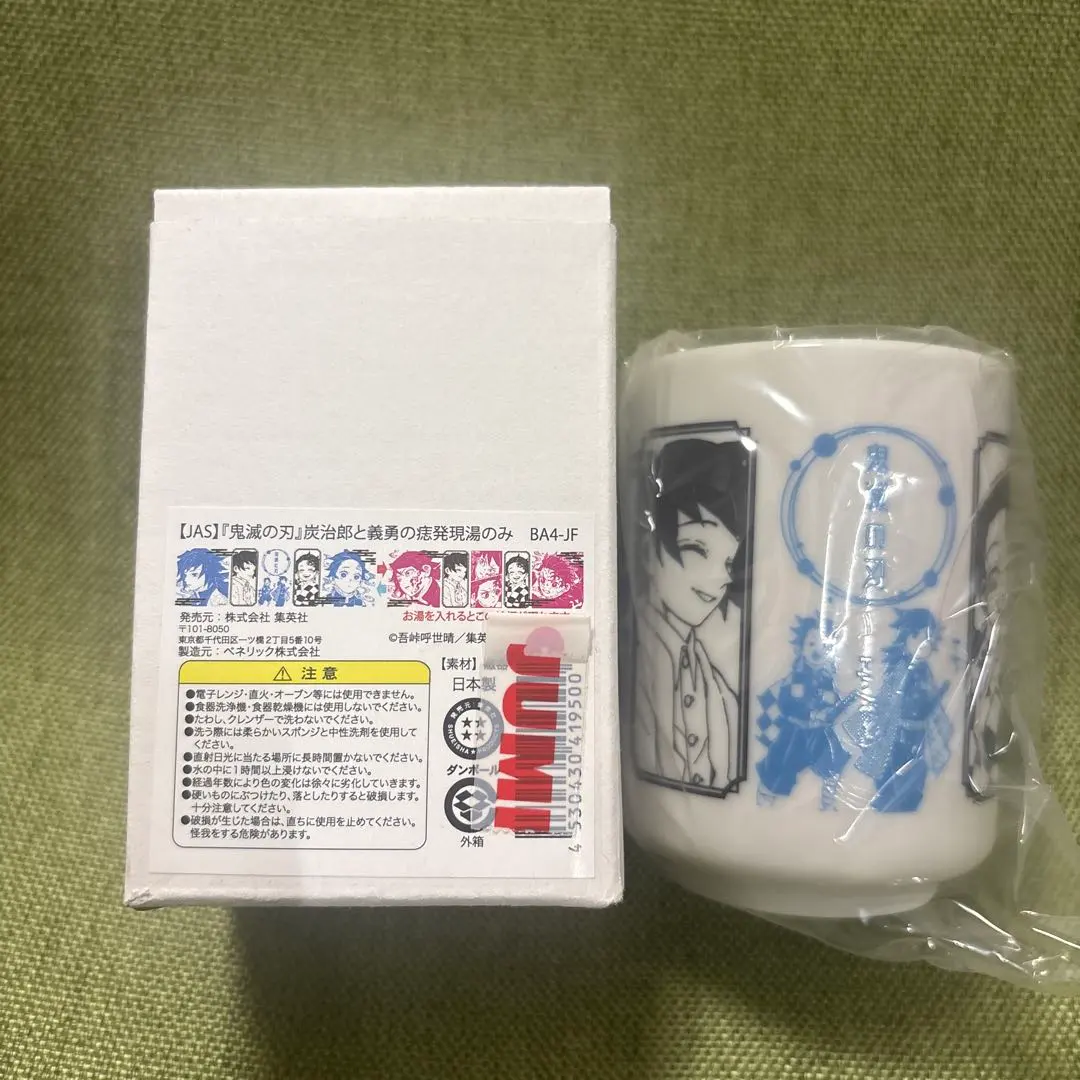 【JAS】『鬼滅の刃』炭治郎と義勇の痣発現湯のみ BA4-JF
お湯を入れるとこの
発売元：株式会社 集英社
〒101-8050
東京都千代田区一ツ橋2丁目5番10号
©吾峠呼世晴／集英
製造元：ベネリック株式会社
⚠ 注意
●電子レンジ・直火・オーブン等には使用できません。
●食器洗浄機・食器乾燥機には使用しないでください。
●たわし、クレンザーで洗わないでください。
●洗う際には柔らかいスポンジと中性洗剤を使用して
ください。
●直射日光に当たる場所に長時間置かないでください。
●水の中に1時間以上浸けないでください。
●経過年数により色の変化は徐々に劣化していきます。
●硬いものにぶつけたり、落としたりすると破損します。
十分注意してください。
●破損が生じた場合は、直ちに使用を止めてください。
怪我をする危険があります。
【素材】磁器
日本製
SHUEISHA
ダンボール
外箱
JUMP
4530430419500